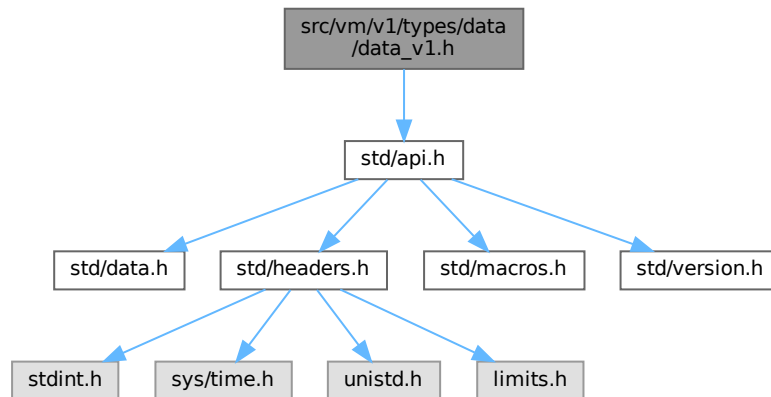 src/vm/v1/types/data
/data_v1.h
std/api.h
std/data.h
std/headers.h
std/macros.h
std/version.h
stdint.h
sys/time.h
unistd.h
limits.h